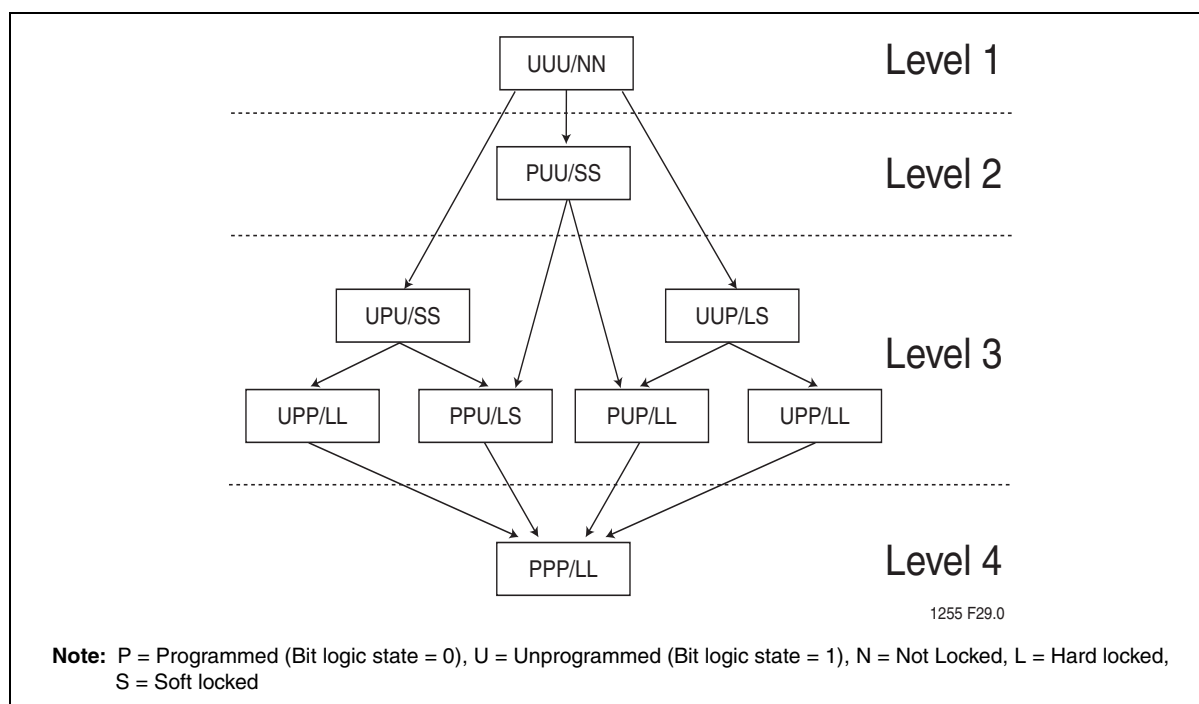 UUU/NN
Level 1
PUU/SS
Level 2
UPU/SS
UUP/LS
Level 3
UPP/LL
PPU/LS
PUP/LL
UPP/LL
PPP/LL
Level 4
1255 F29.0
Note: P = Programmed (Bit logic state = 0), U = Unprogrammed (Bit logic state = 1), N = Not Locked, L = Hard locked,
S = Soft locked